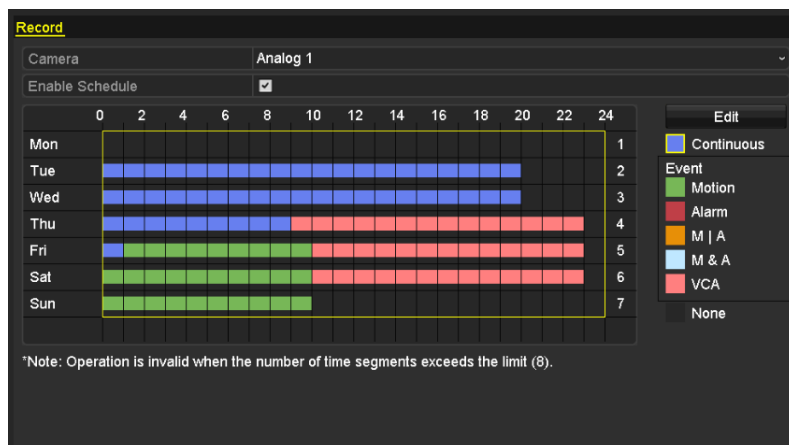 Record
Camera Analog 1
Enable Schedule
0 2 4 6 8 10 12 14 16 18 20 22 24
Edit
Mon 1
Continuous
Tue 2
Event
Motion
Wed 3
Alarm
Thu 4
M | A
Fri 5
M & A
Sat 6
VCA
Sun 7
None
*Note: Operation is invalid when the number of time segments exceeds the limit (8).